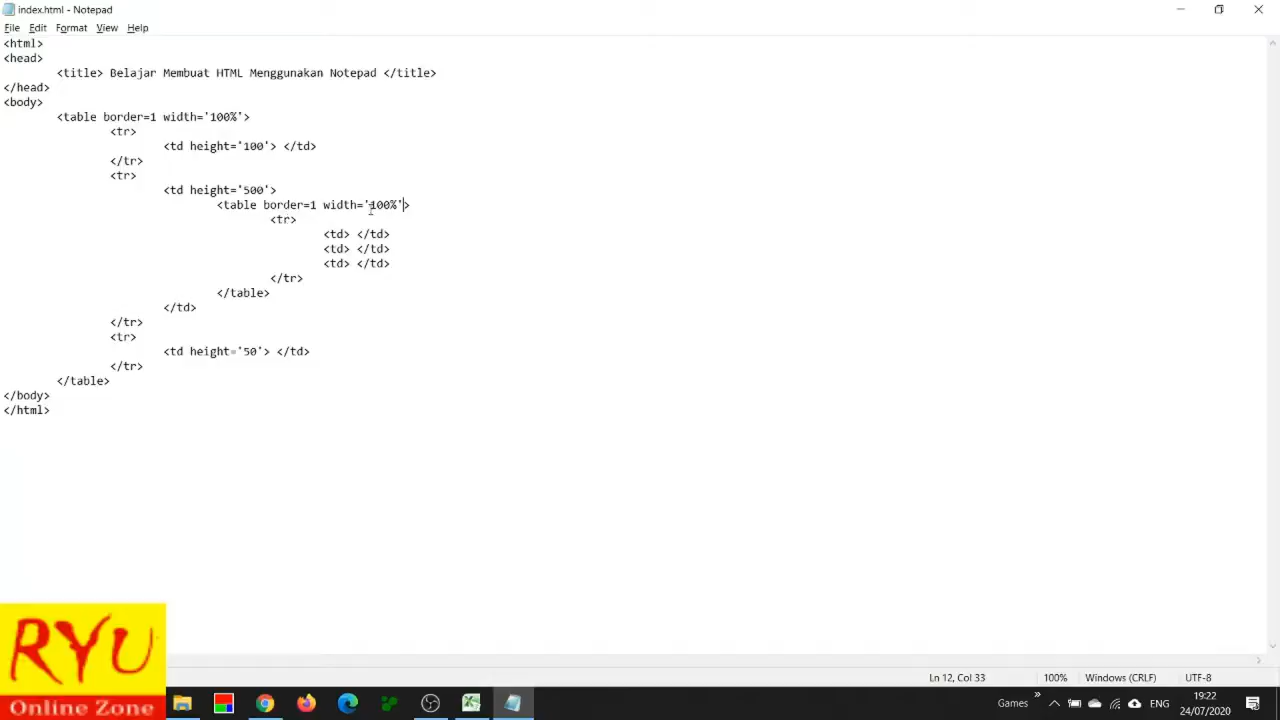 index.html - Notepad
File Edit Format View Help
<html>
<head>
<title> Belajar Membuat HTML Menggunakan Notepad </title>
</head>
<body>
<table border=1 width='100%'>
<tr>
<td height='100'> </td>
</tr>
<tr>
<td height='500'>
<table border=1 width='100%'>
<tr>
<td> </td>
<td> </td>
<td> </td>
</tr>
</table>
</td>
</tr>
<tr>
<td height='50'> </td>
</tr>
</table>
</body>
</html>
RYU
Online Zone
Ln 12, Col 33 100% Windows (CRLF) UTF-8
Games ENG 19:22
24/07/2020